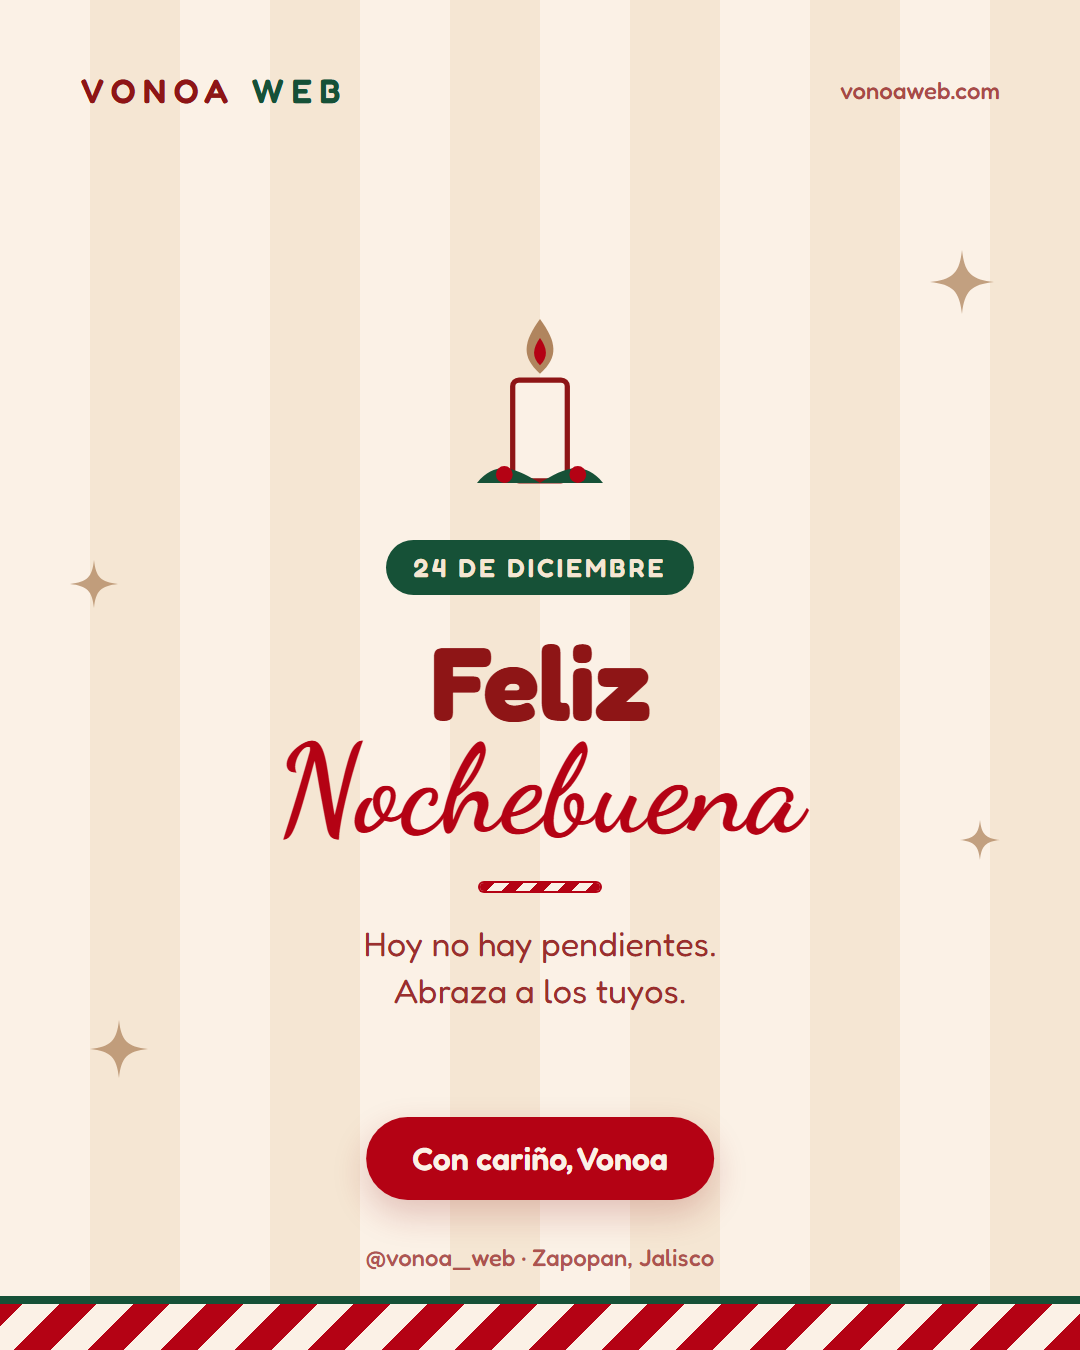 VONOA WEB
vonoaweb.com
24 DE DICIEMBRE
Feliz
Nochebuena
Hoy no hay pendientes.
Abraza a los tuyos.
Con cariño, Vonoa
@vonoa__web · Zapopan, Jalisco